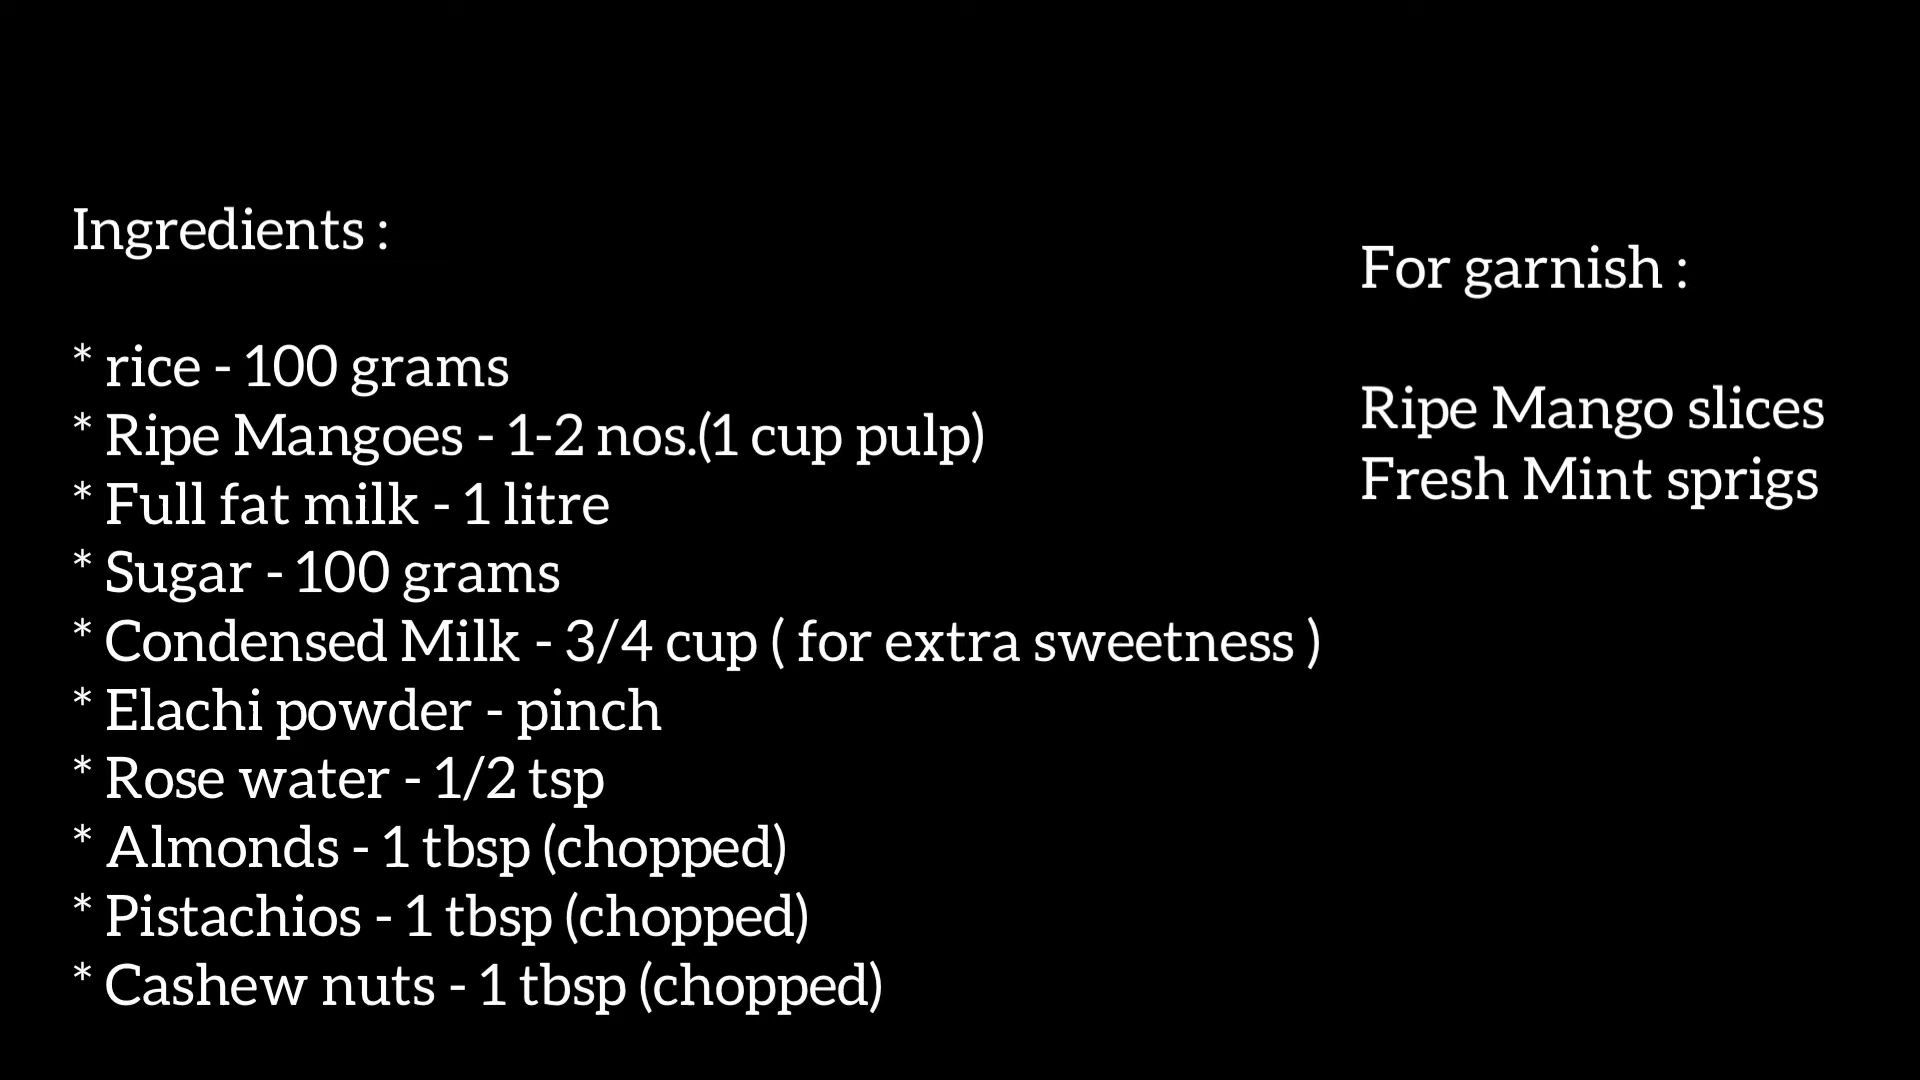 Ingredients :
* rice - 100 grams
* Ripe Mangoes - 1-2 nos.(1 cup pulp)
* Full fat milk - 1 litre
* Sugar - 100 grams
* Condensed Milk - 3/4 cup ( for extra sweetness )
* Elachi powder - pinch
* Rose water - 1/2 tsp
* Almonds - 1 tbsp (chopped)
* Pistachios - 1 tbsp (chopped)
* Cashew nuts - 1 tbsp (chopped)
For garnish :
Ripe Mango slices
Fresh Mint sprigs